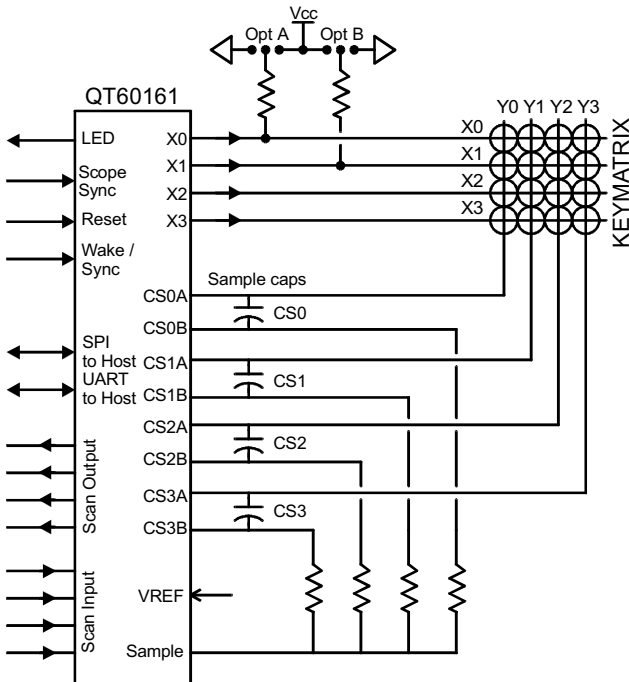 Vcc
Opt A Opt B
QT60161
Y0 Y1 Y2 Y3
LED
X0
X0
Scope
Sync
X1
X1
X2
X2
Reset
X3
X3
KEYMATRIX
Wake /
Sync
Sample caps
CS0A
CS0
CS0B
SPI
to Host
CS1A
UART
to Host
CS1
CS1B
CS2A
CS2
CS2B
Scan Output
CS3A
CS3
CS3B
Scan Input
VREF
Sample